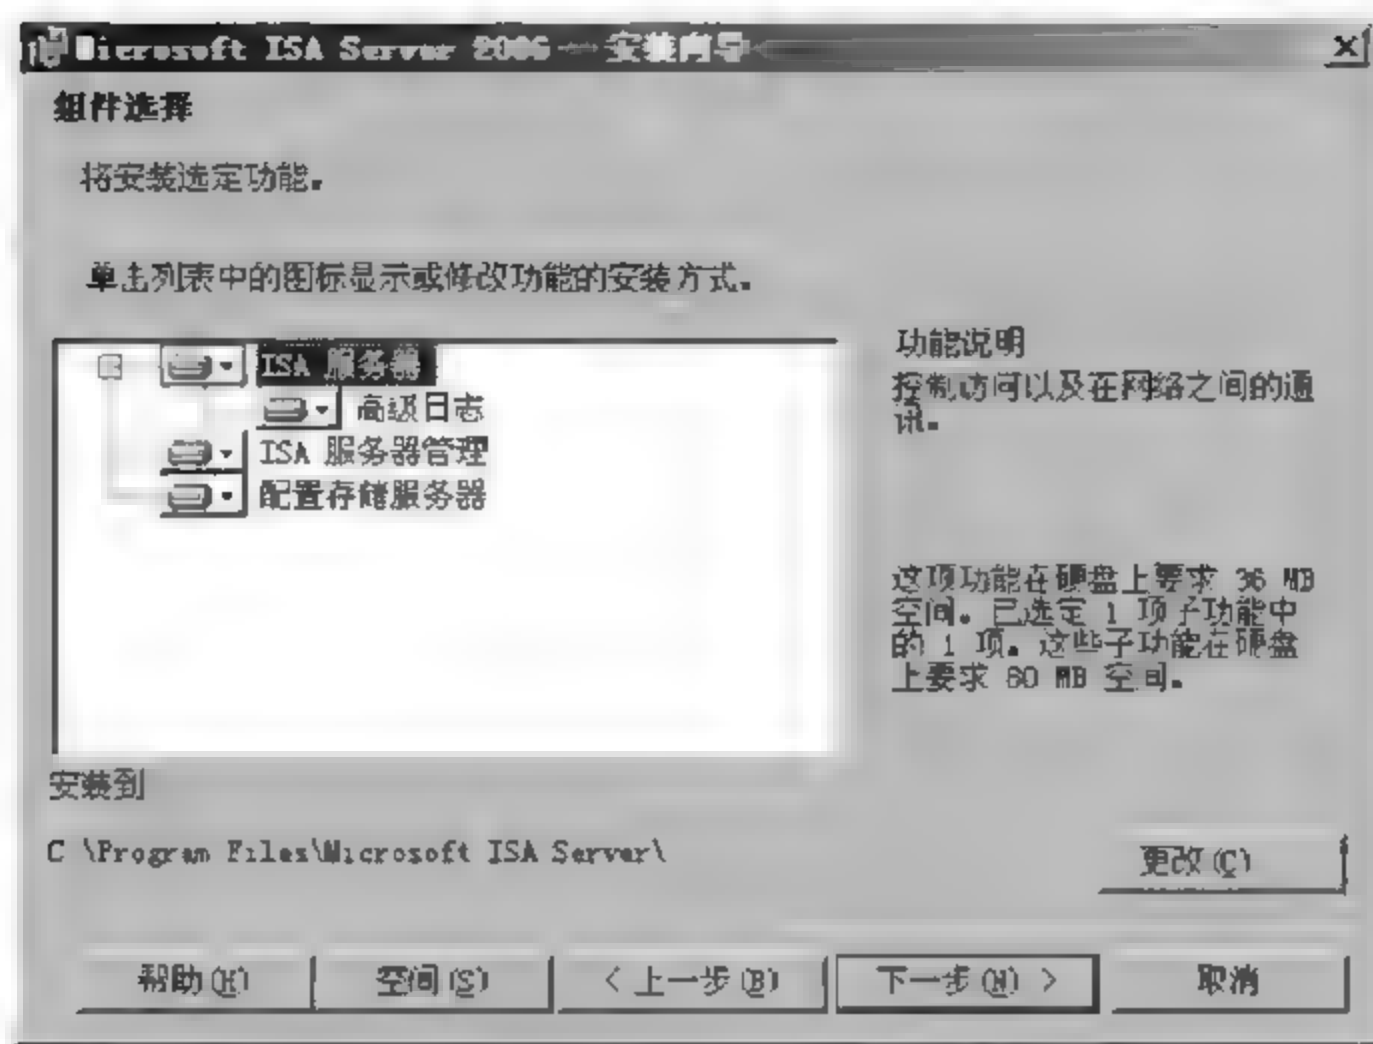 Microsoft ISA Server 2006 - 安装向导
组件选择
将安装选定功能。
单击列表中的图标显示或修改功能的安装方式。
ISA 服务器
高级日志
ISA 服务器管理
配置存储服务器
功能说明
控制访问以及在网络之间的通
讯。
这项功能在硬盘上要求 36 MB
空间。已选定 1 项子功能中
的 1 项。这些子功能在硬盘
上要求 80 MB 空间。
安装到
C \Program Files\Microsoft ISA Server\
更改(C)
帮助(H)
空间(S)
< 上一步(B)
下一步(N) >
取消